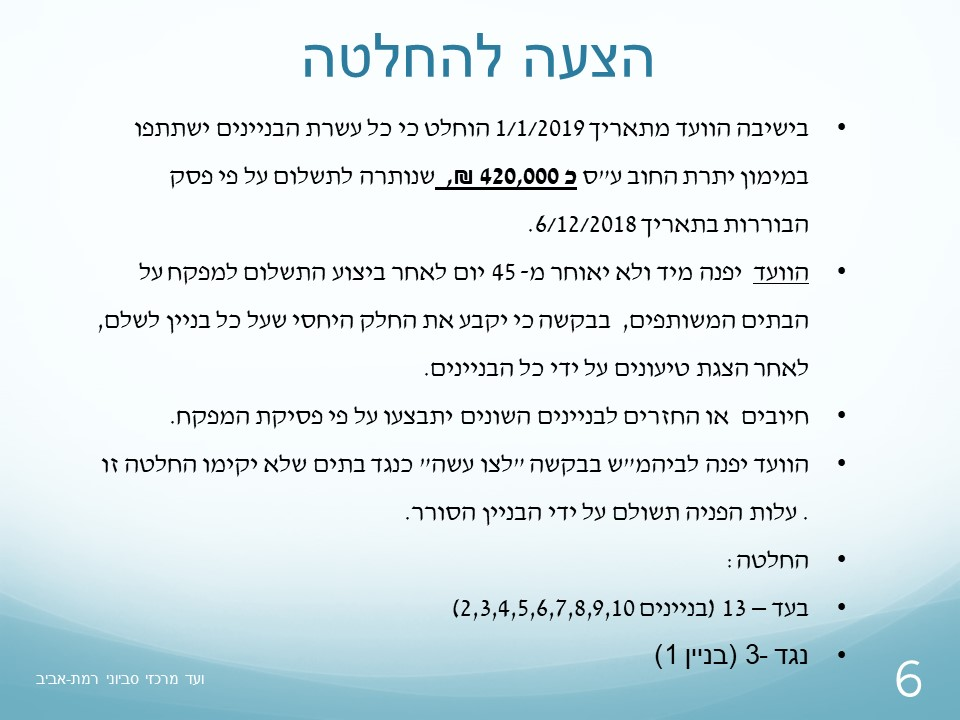 הצעה להחלטה
• בישיבה הוועד מתאריך 1/1/2019 הוחלט כי כל עשרת הבניינים ישתתפו
במימון יתרת החוב ע"ס כ 420,000 ₪, שנותרה לתשלום על פי פסק
הבוררות בתאריך 6/12/2018.
• הוועד יפנה מיד ולא יאוחר מ- 45 יום לאחר ביצוע התשלום למפקח על
הבתים המשותפים, בבקשה כי יקבע את החלק היחסי שעל כל בניין לשלם,
לאחר הצגת טיעונים על ידי כל הבניינים.
• חיובים או החזרים לבניינים השונים יתבצעו על פי פסיקת המפקח.
• הוועד יפנה לביהמ"ש בבקשה "לצו עשה" כנגד בתים שלא יקימו החלטה זו
. עלות הפניה תשולם על ידי הבניין הסורר.
• החלטה :
• בעד – 13 (בניינים 2,3,4,5,6,7,8,9,10)
• נגד -3 (בניין 1)
ועד מרכזי סביוני רמת-אביב
6